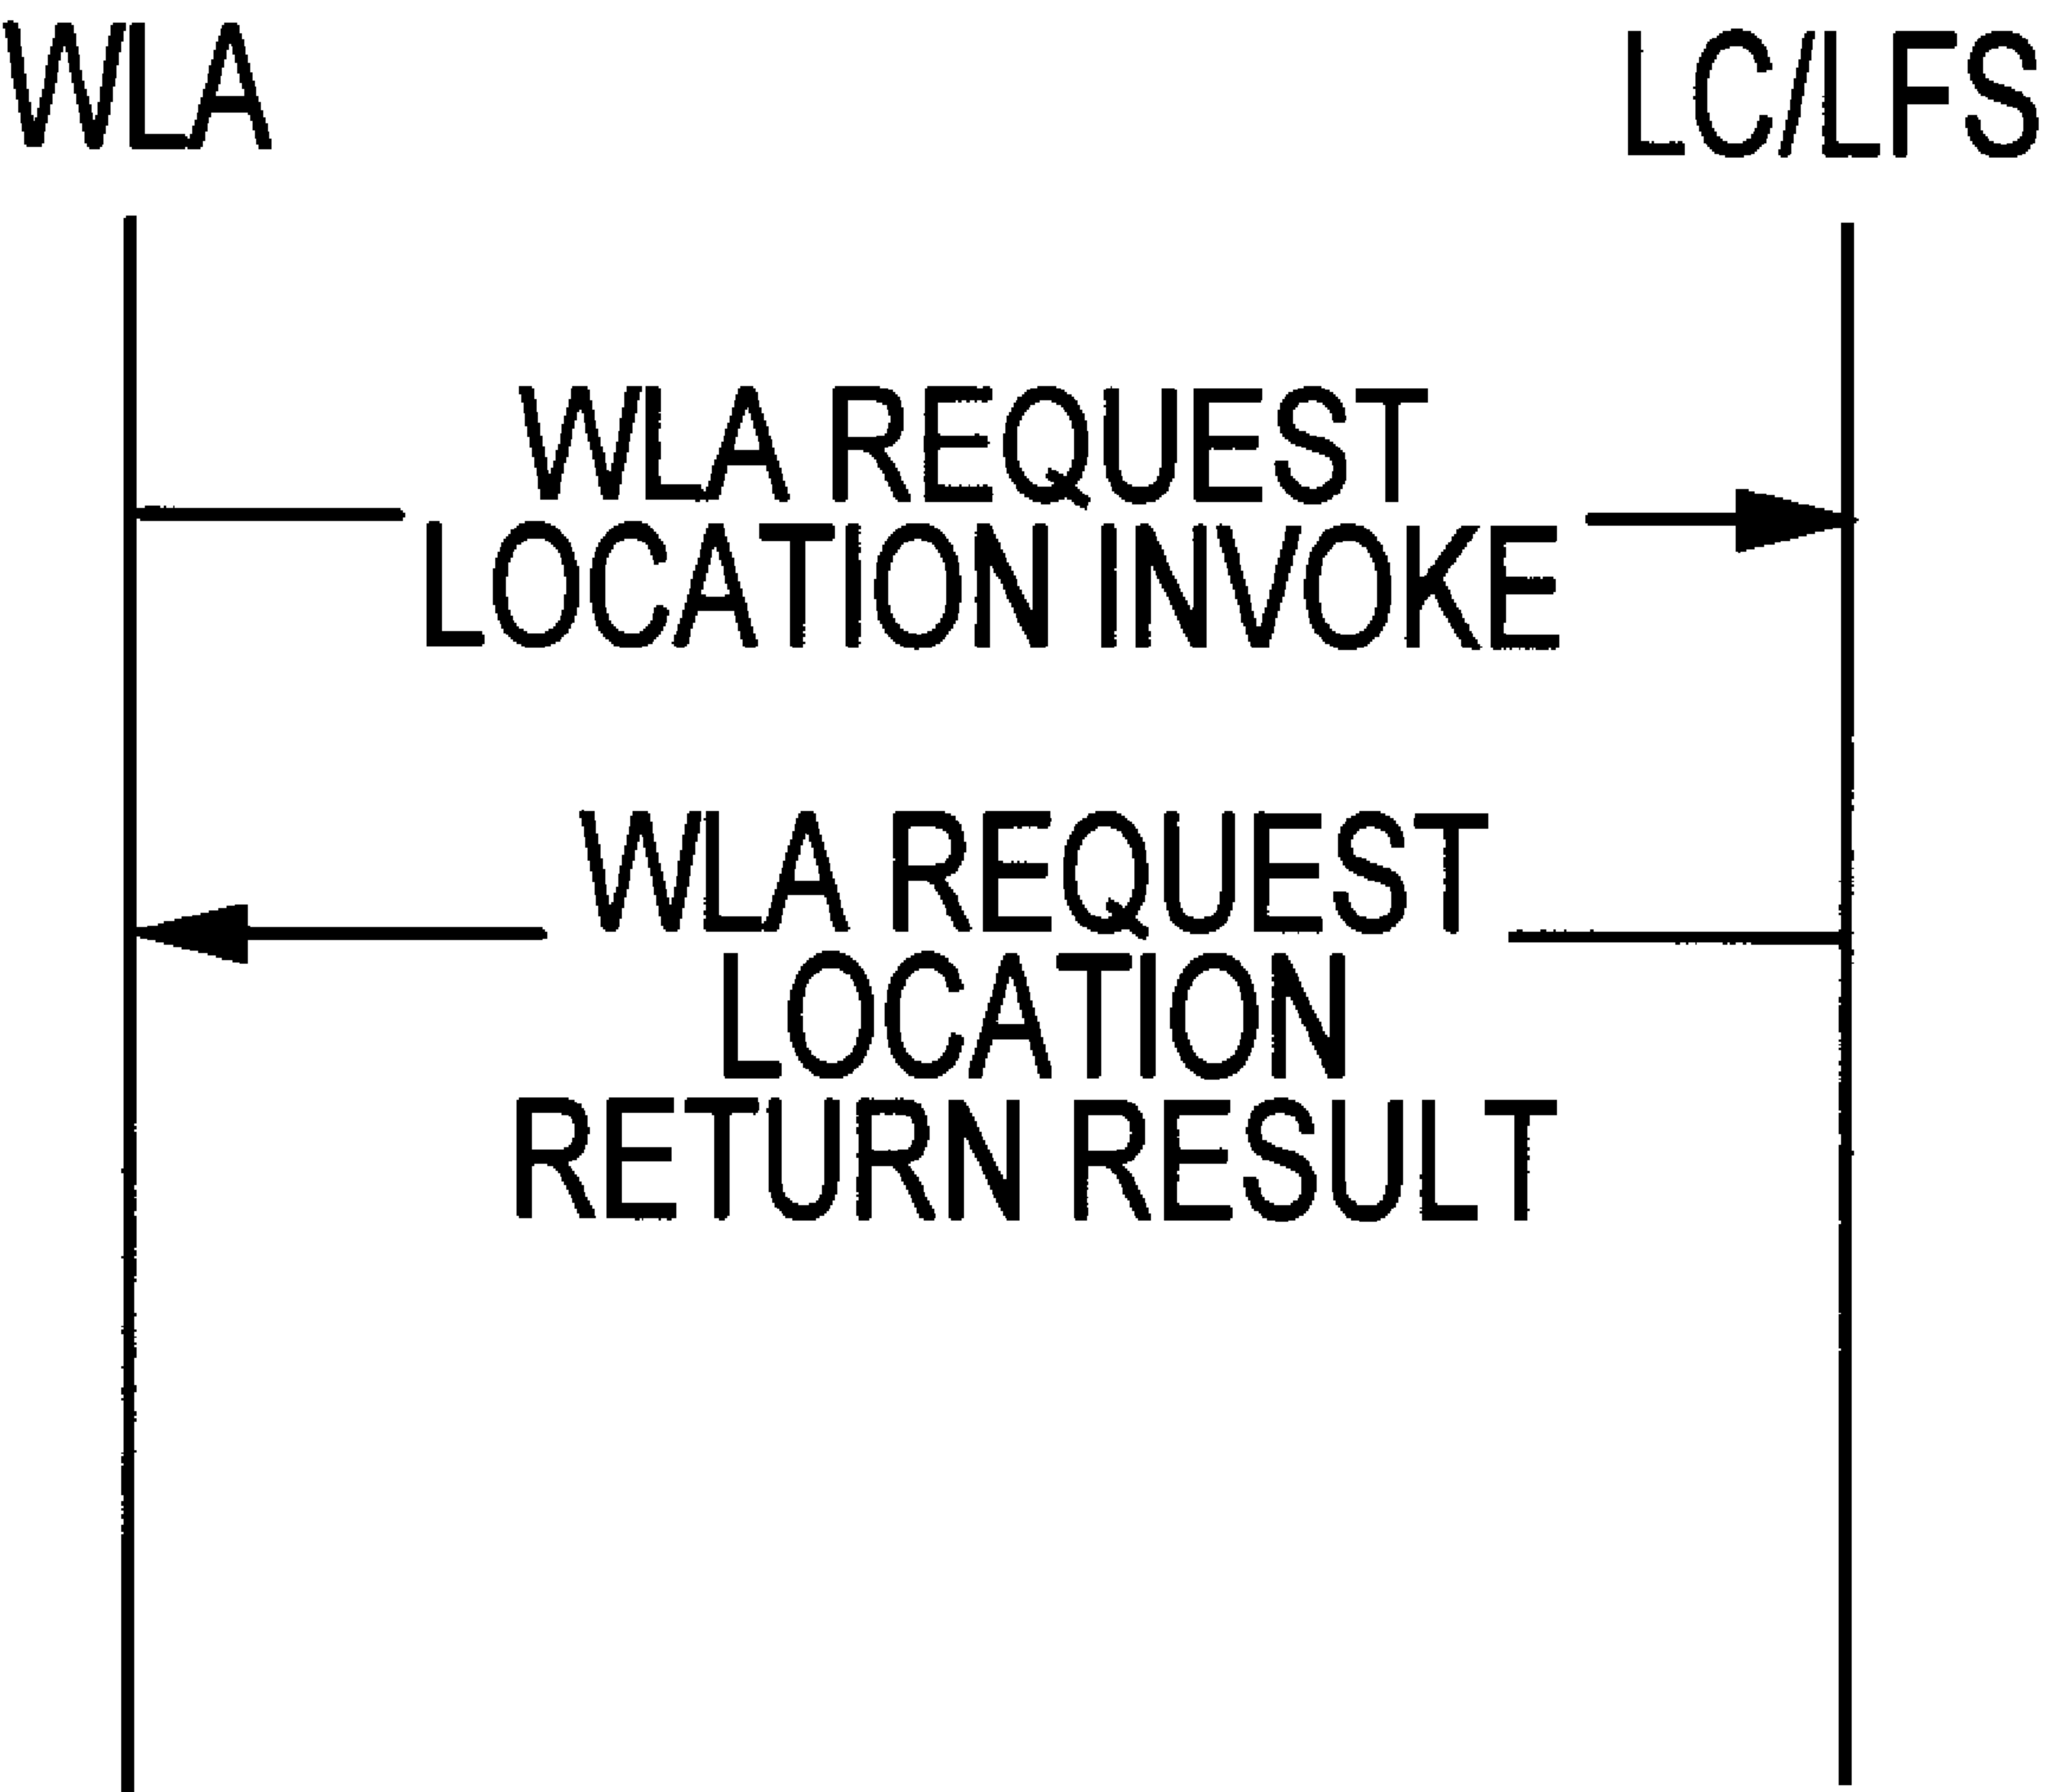 WLA
LC/LFS
WLA REQUEST
LOCATION INVOKE
WLA REQUEST
LOCATION
RETURN RESULT